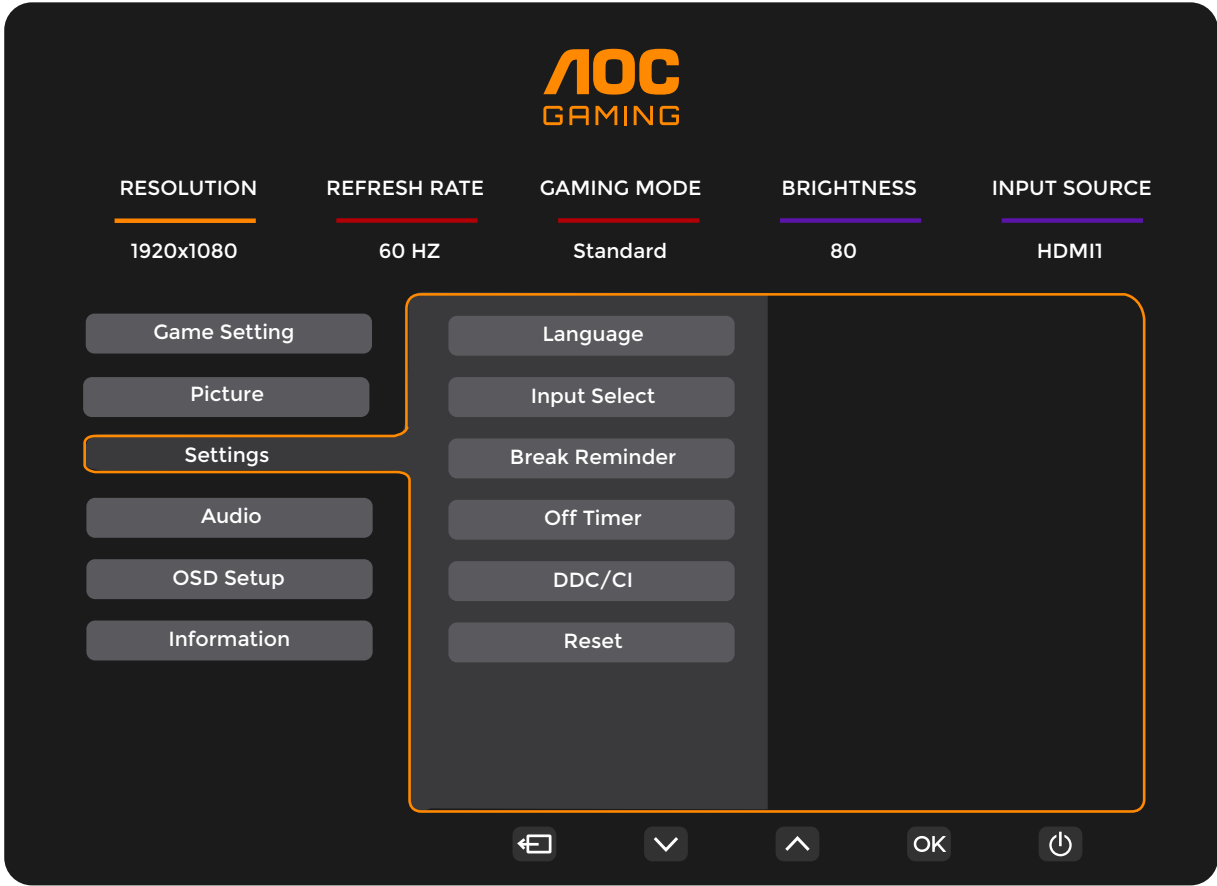 AOC
GAMING
RESOLUTION REFRESH RATE GAMING MODE BRIGHTNESS INPUT SOURCE
1920x1080 60 HZ Standard 80 HDMI1
Game Setting
Picture
Settings
Audio
OSD Setup
Information
Language
Input Select
Break Reminder
Off Timer
DDC/CI
Reset
OK